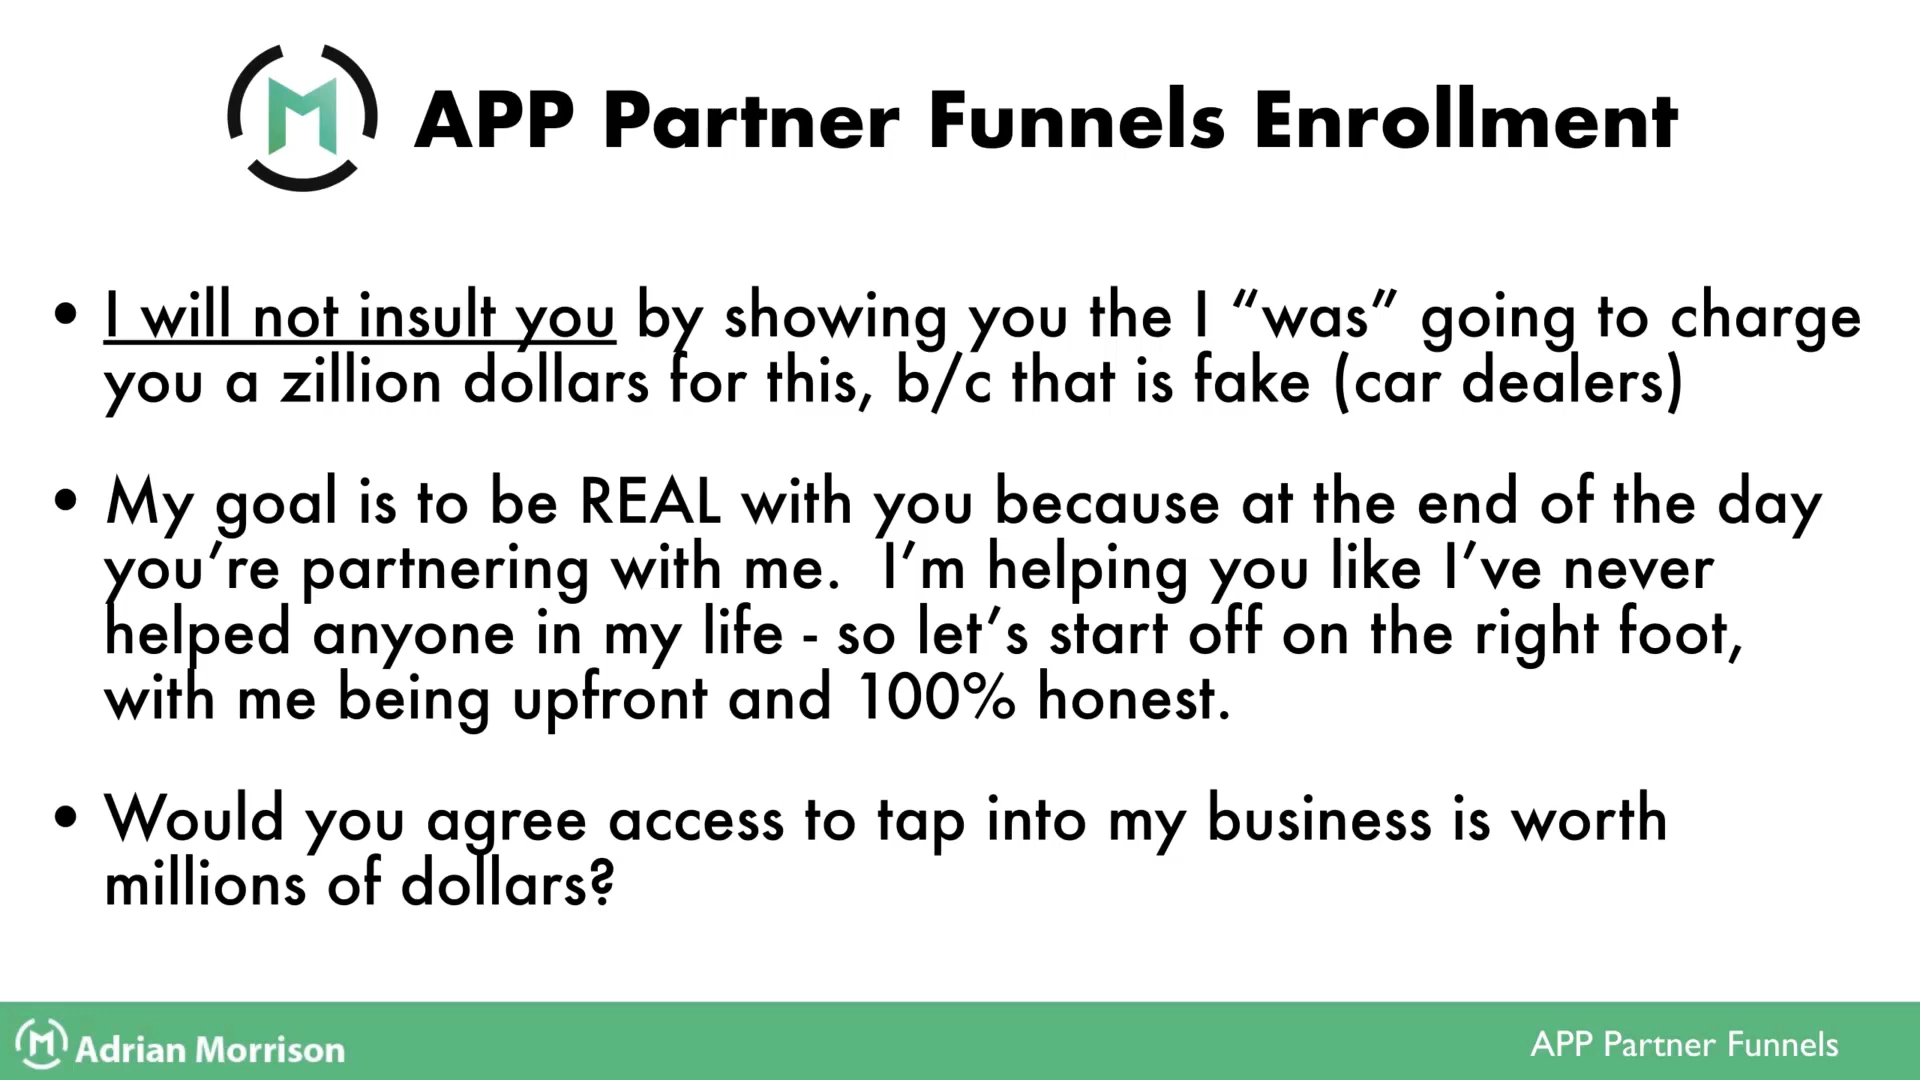 M APP Partner Funnels Enrollment
• I will not insult you by showing you the I “was” going to charge
you a zillion dollars for this, b/c that is fake (car dealers)
• My goal is to be REAL with you because at the end of the day
you’re partnering with me.  I’m helping you like I’ve never
helped anyone in my life - so let’s start off on the right foot,
with me being upfront and 100% honest.
• Would you agree access to tap into my business is worth
millions of dollars?
M Adrian Morrison
APP Partner Funnels